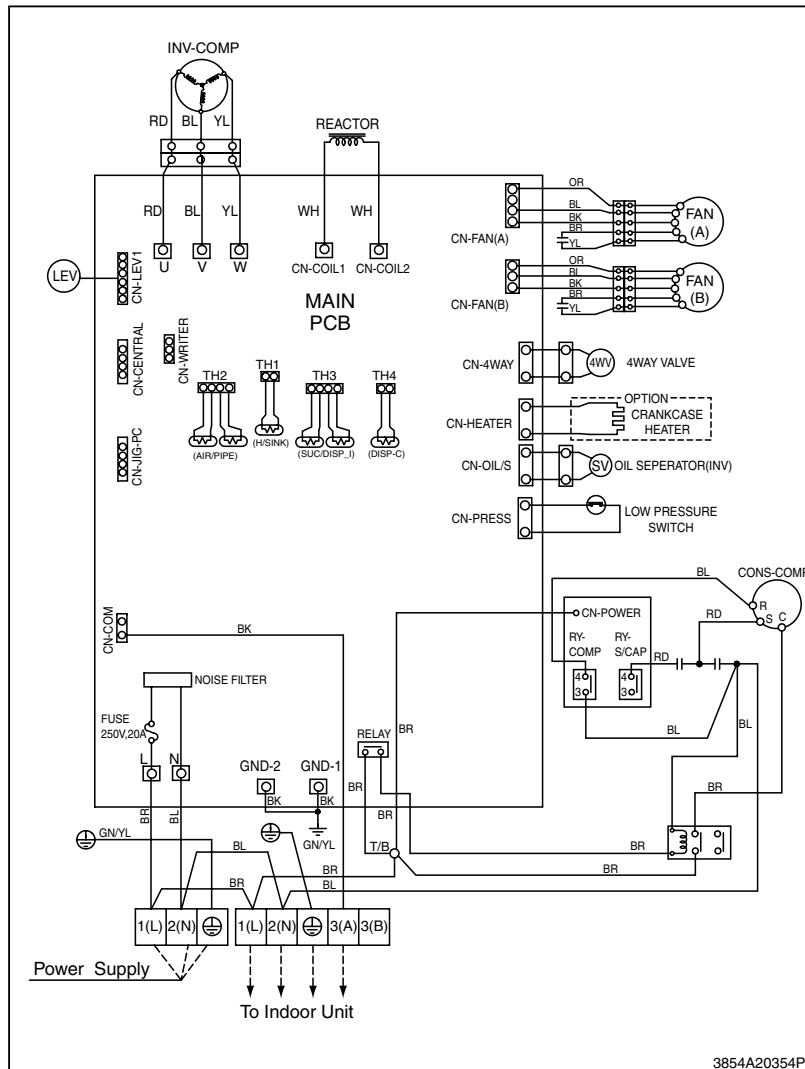 INV-COMP
RD BL YL
REACTOR
RD BL YL
WH WH
U V W
CN-COIL1 CN-COIL2
OR
BL
BK
BR
YL
FAN
(A)
CN-FAN(A)
OR
BL
BK
BR
YL
FAN
(B)
CN-FAN(B)
LEV
CN-LEV1
MAIN
PCB
CN-CENTRAL
CN-WRITER
TH2
TH1
TH3
TH4
(AIR/PIPE)
(H/SINK)
(SUC/DISP_I)
(DISP-C)
CN-JIG-PC
CN-4WAY
4WV
4WAY VALVE
CN-HEATER
OPTION
CRANKCASE
HEATER
CN-OIL/S
SV
OIL SEPERATOR(INV)
CN-PRESS
LOW PRESSURE
SWITCH
BL
CONS-COMP
R
S C
RD
CN-POWER
RY-
COMP
RY-
S/CAP
RD
4
3
4
3
BL
BL
CN-COM
BK
NOISE FILTER
FUSE
250V,20A
L N
GND-2 GND-1
BK BK
RELAY
BR
BR
BR
BR
BR
BR
T/B
BR
BL
GN/YL
GN/YL
BL
BR
BR
BL
1(L) 2(N)
1(L) 2(N) 3(A) 3(B)
Power Supply
To Indoor Unit
3854A20354P